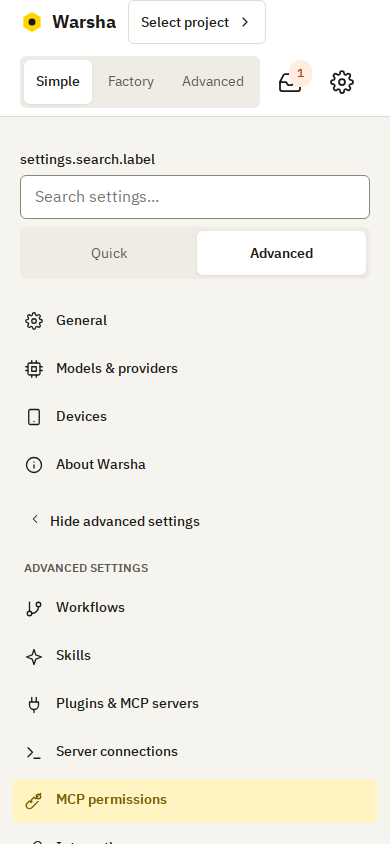 Warsha
Select project
Simple
Factory
Advanced
1
settings.search.label
Search settings...
Quick
Advanced
General
Models & providers
Devices
About Warsha
Hide advanced settings
ADVANCED SETTINGS
Workflows
Skills
Plugins & MCP servers
Server connections
MCP permissions